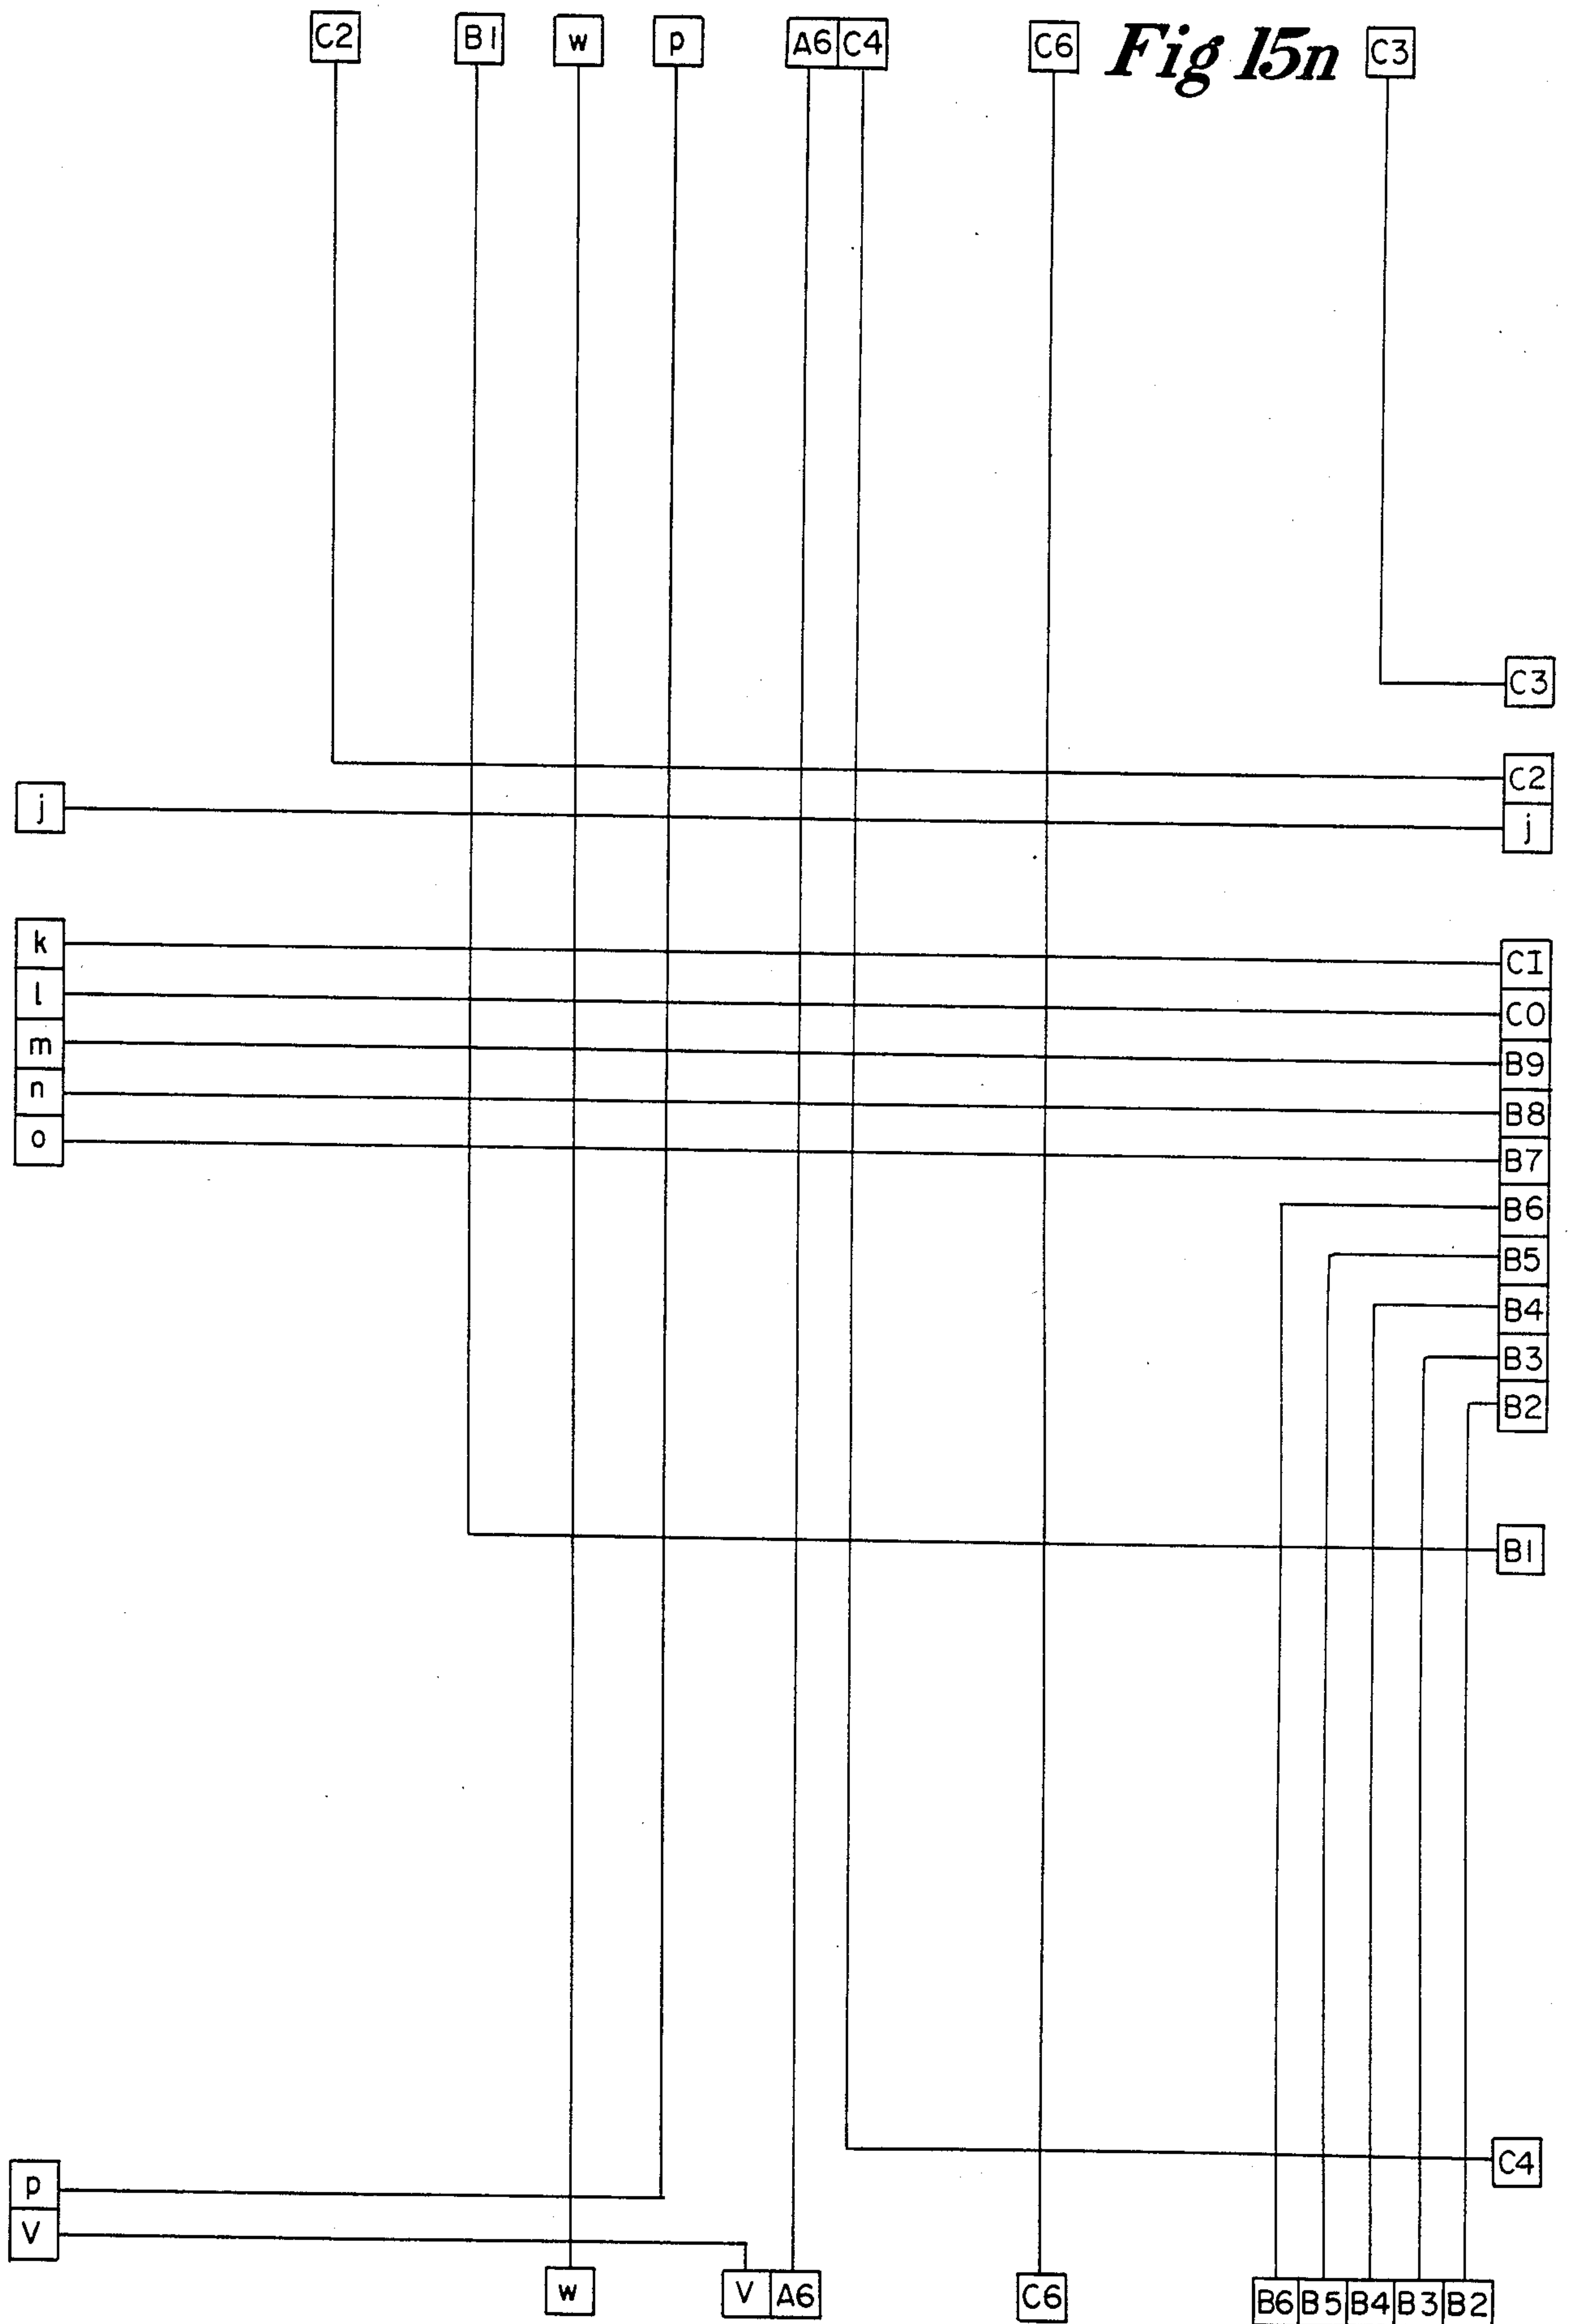 C2 B1 w p A6 C4 C6 Fig 15n C3
C3
C2
j j
k C1
l C0
m B9
n B8
o B7
B6
B5
B4
B3
B2
B1
C4
p
V
w V A6 C6 B6 B5 B4 B3 B2